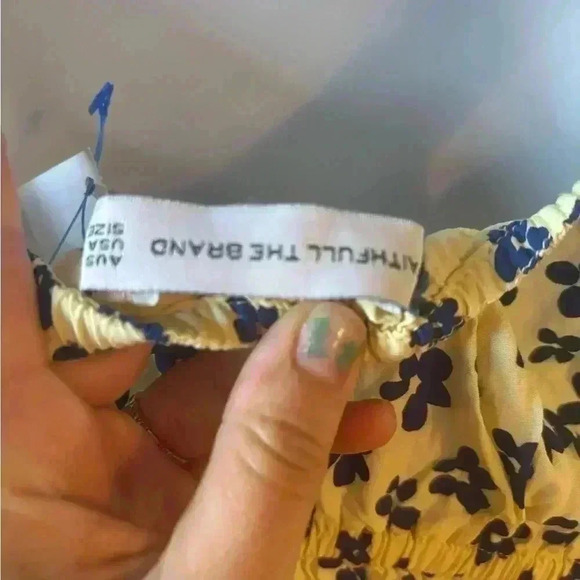 AITHFULL THE BRAND
AUS
USA
SIZE